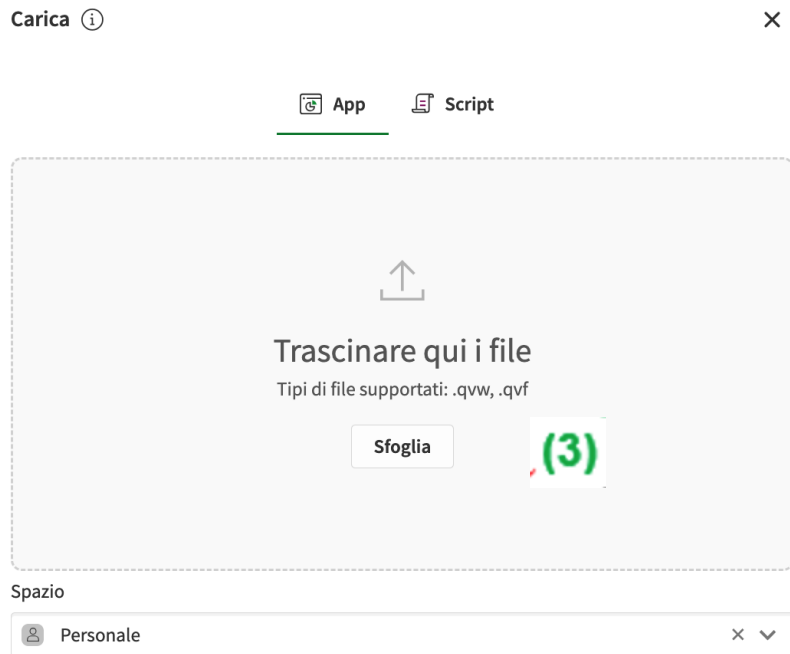 Carica
App
Script
Trascinare qui i file
Tipi di file supportati: .qvw, .qvf
Sfoglia
(3)
Spazio
Personale